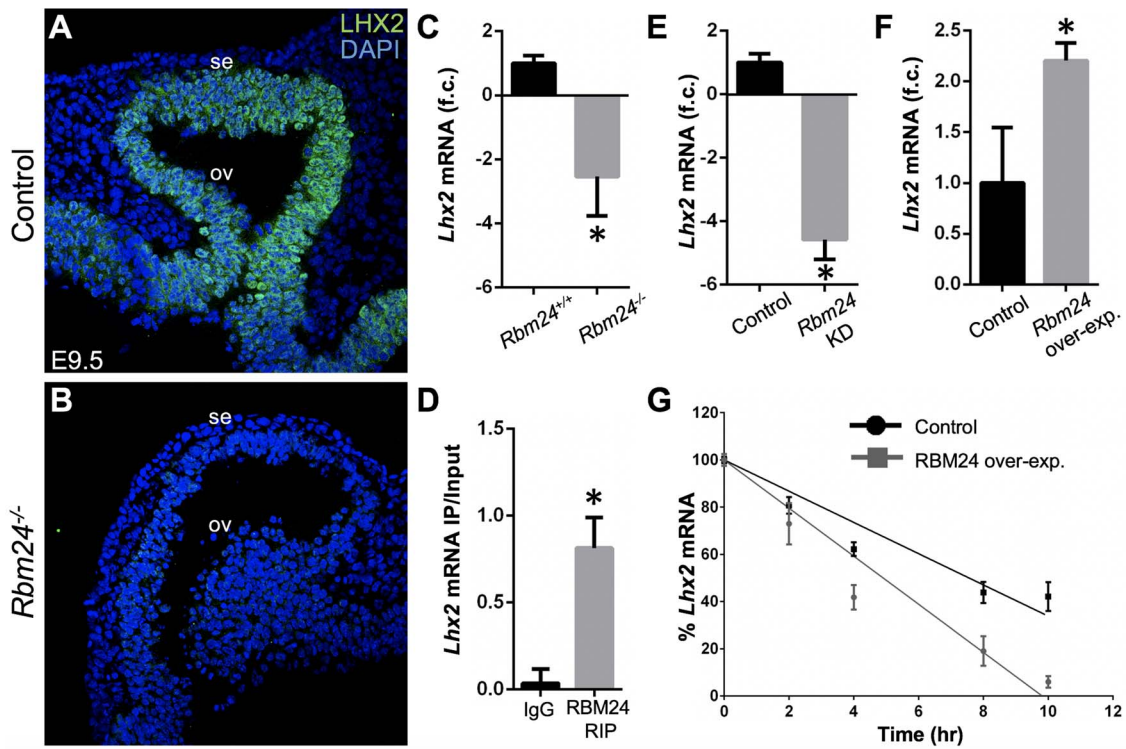 A
LHX2
DAPI
se
ov
E9.5
Control
B
se
ov
Rbm24-/-
C
Lhx2 mRNA (f.c.)
2
0
-2
-4
-6
*
Rbm24+/+
Rbm24-/-
D
Lhx2 mRNA IP/Input
1.5
1.0
0.5
0.0
*
IgG
RBM24
RIP
E
Lhx2 mRNA (f.c.)
2
0
-2
-4
-6
*
Control
Rbm24
KD
F
Lhx2 mRNA (f.c.)
2.5
2.0
1.5
1.0
0.5
0.0
*
Control
Rbm24
over-exp.
G
% Lhx2 mRNA
120
100
80
60
40
20
0
Control
RBM24 over-exp.
0 2 4 6 8 10 12
Time (hr)